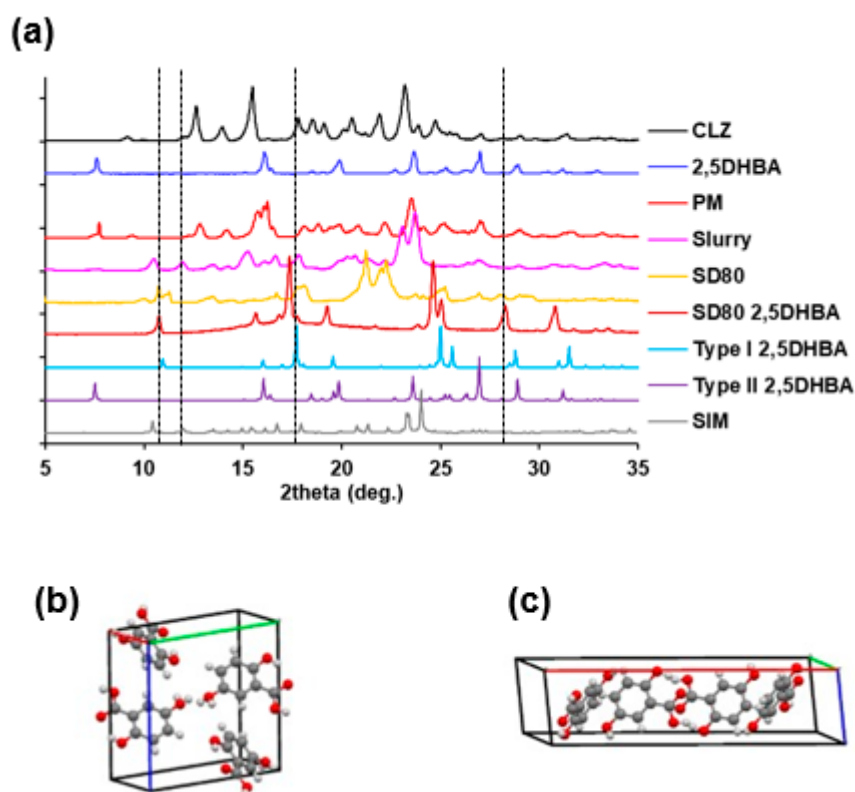 (a)
CLZ
2,5DHBA
PM
Slurry
SD80
SD80 2,5DHBA
Type I 2,5DHBA
Type II 2,5DHBA
SIM
5 10 15 20 25 30 35
2theta (deg.)
(b)
(c)